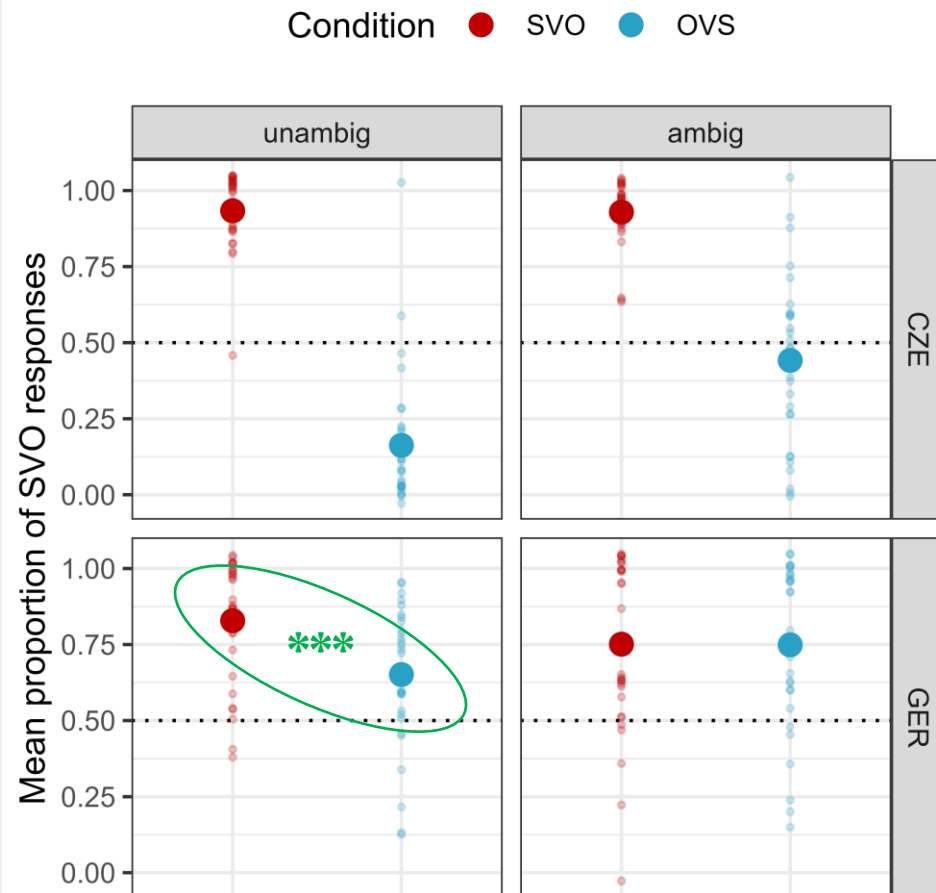 Condition SVO OVS
unambig ambig
Mean proportion of SVO responses
1.00
0.75
0.50
0.25
0.00
CZE
1.00
0.75
0.50
0.25
0.00
***
GER